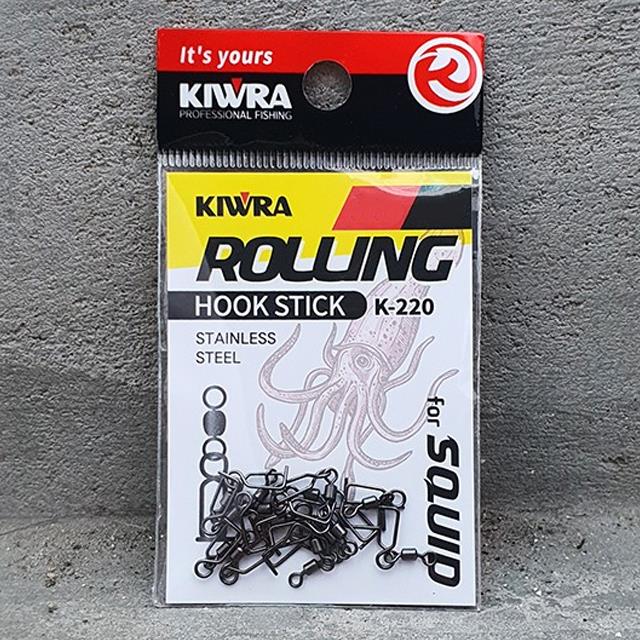 It's yours
KIWRA
PROFESSIONAL FISHING
KIWRA
ROLLING
HOOK STICK K-220
STAINLESS
STEEL
for SQUID